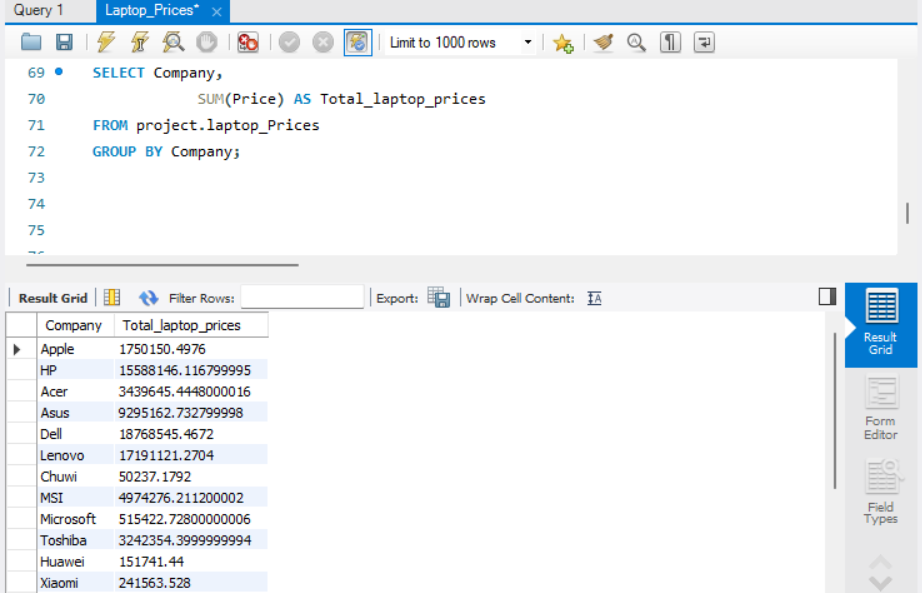 Query 1 Laptop_Prices* ×
Limit to 1000 rows
69 SELECT Company,
70 SUM(Price) AS Total_laptop_prices
71 FROM project.laptop_Prices
72 GROUP BY Company;
73
74
75
Result Grid Filter Rows: Export: Wrap Cell Content: IA
Company Total_laptop_prices
Apple 1750150.4976
HP 15588146.116799995
Acer 3439645.4448000016
Asus 9295162.732799998
Dell 18768545.4672
Lenovo 17191121.2704
Chuwi 50237.1792
MSI 4974276.211200002
Microsoft 515422.72800000006
Toshiba 3242354.3999999994
Huawei 151741.44
Xiaomi 241563.528
Result
Grid
Form
Editor
Field
Types